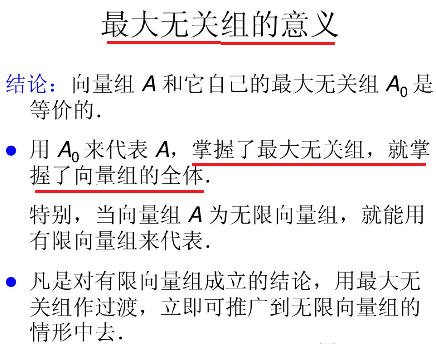 最大无关组的意义
结论：向量组 A 和它自己的最大无关组 A₀ 是
等价的．
● 用 A₀ 来代表 A，掌握了最大无关组，就掌
握了向量组的全体．
特别，当向量组 A 为无限向量组，就能用
有限向量组来代表．
● 凡是对有限向量组成立的结论，用最大无
关组作过渡，立即可推广到无限向量组的
情形中去．